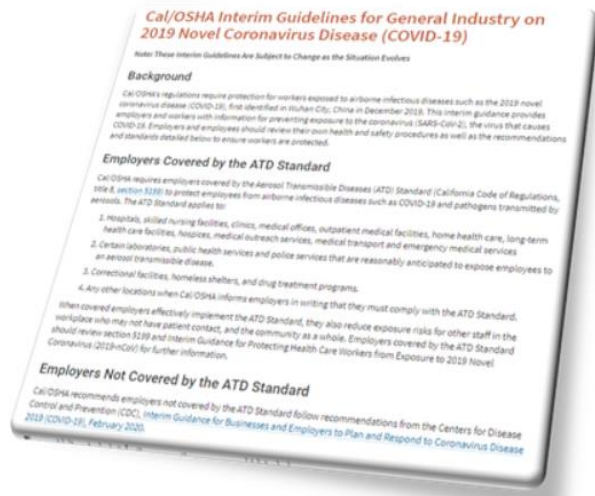 Cal/OSHA Interim Guidelines for General Industry on
2019 Novel Coronavirus Disease (COVID-19)
Note: These Interim Guidelines Are Subject to Change as the Situation Evolves
Background
Cal/OSHA's regulations require protection for workers exposed to airborne infectious diseases such as the 2019 novel
coronavirus disease (COVID-19), first identified in Wuhan City, China in December 2019. This interim guidance provides
employers and workers with information for preventing exposure to the coronavirus (SARS-CoV-2), the virus that causes
COVID-19. Employers and employees should review their own health and safety procedures as well as the recommendations
and standards detailed below to ensure workers are protected.
Employers Covered by the ATD Standard
Cal/OSHA requires employers covered by the Aerosol Transmissible Diseases (ATD) Standard (California Code of Regulations,
title 8, section 5199) to protect employees from airborne infectious diseases such as COVID-19 and pathogens transmitted by
aerosols. The ATD Standard applies to:
1. Hospitals, skilled nursing facilities, clinics, medical offices, outpatient medical facilities, home health care, long-term
health care facilities, hospices, medical outreach services, medical transport and emergency medical services
2. Certain laboratories, public health services and police services that are reasonably anticipated to expose employees to
an aerosol transmissible disease.
3. Correctional facilities, homeless shelters, and drug treatment programs.
4. Any other locations when Cal/OSHA informs employers in writing that they must comply with the ATD Standard.
When covered employers effectively implement the ATD Standard, they also reduce exposure risks for other staff in the
workplace who may not have patient contact, and the community as a whole. Employers covered by the ATD Standard
should review section 5199 and Interim Guidance for Protecting Health Care Workers from Exposure to 2019 Novel
Coronavirus (2019-nCoV) for further information.
Employers Not Covered by the ATD Standard
Cal/OSHA recommends employers not covered by the ATD Standard follow recommendations from the Centers for Disease
Control and Prevention (CDC), Interim Guidance for Businesses and Employers to Plan and Respond to Coronavirus Disease
2019 (COVID-19), February 2020.